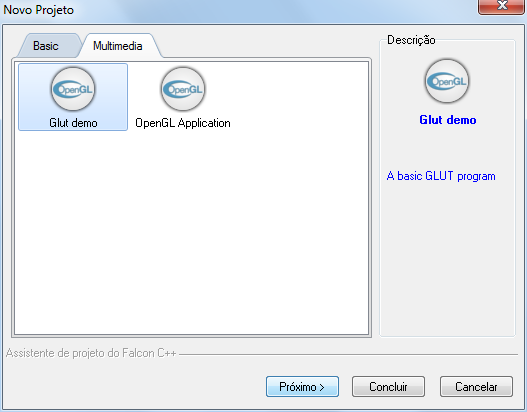 Novo Projeto
Basic
Multimedia
OpenGL
OpenGL
Glut demo
OpenGL Application
Descrição
OpenGL
Glut demo
A basic GLUT program
Assistente de projeto do Falcon C++
Próximo >
Concluir
Cancelar